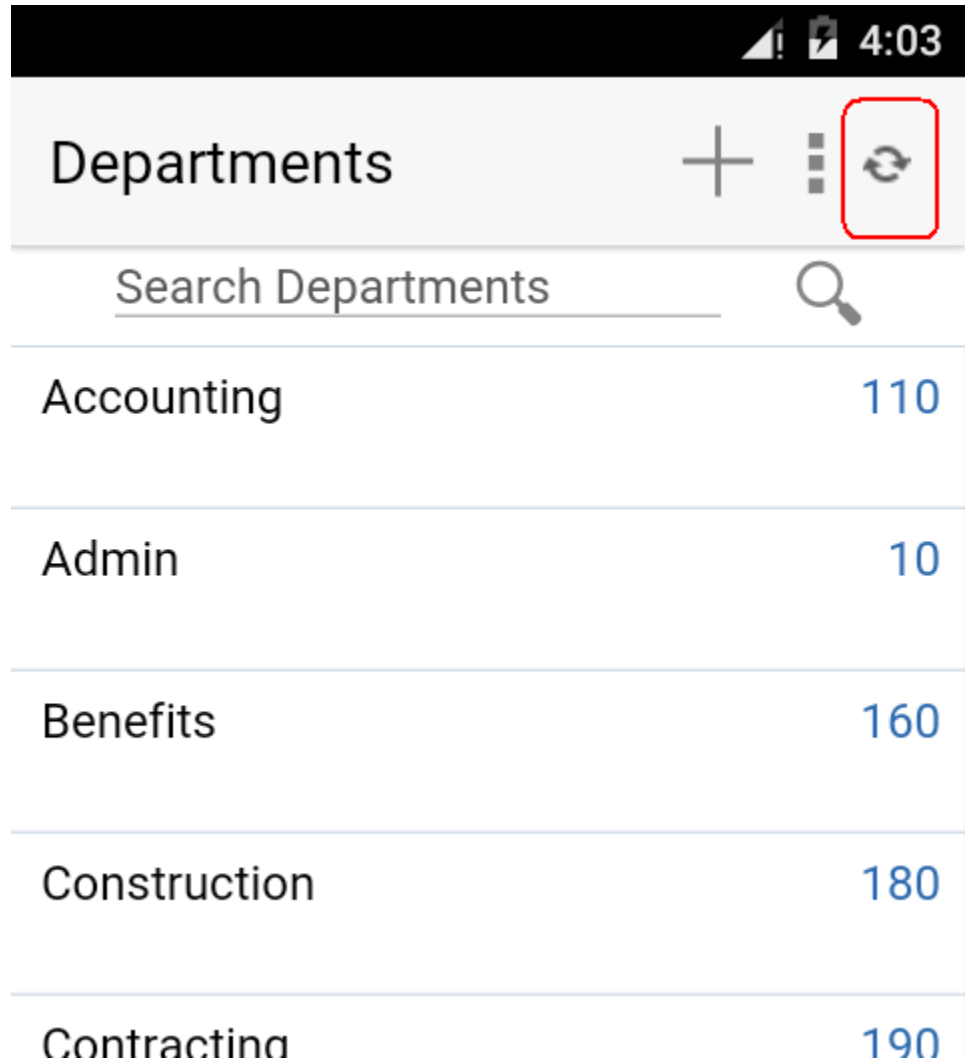 4:03
Departments
Search Departments
Accounting 110
Admin 10
Benefits 160
Construction 180
Contracting 190